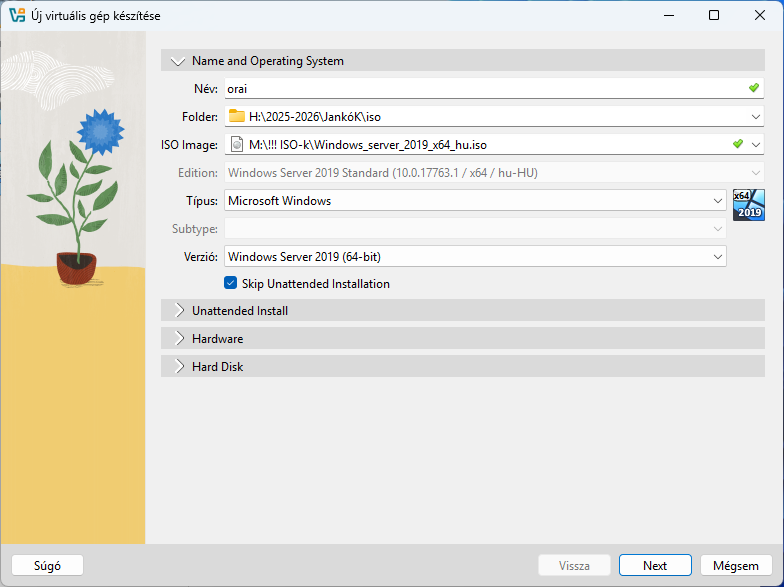 Új virtuális gép készítése
Name and Operating System
Név: orai
Folder: H:\2025-2026\JankóK\iso
ISO Image: M:\!!! ISO-k\Windows_server_2019_x64_hu.iso
Edition: Windows Server 2019 Standard (10.0.17763.1 / x64 / hu-HU)
Típus: Microsoft Windows
x64
2019
Subtype:
Verzió: Windows Server 2019 (64-bit)
Skip Unattended Installation
Unattended Install
Hardware
Hard Disk
Súgó Vissza Next Mégsem